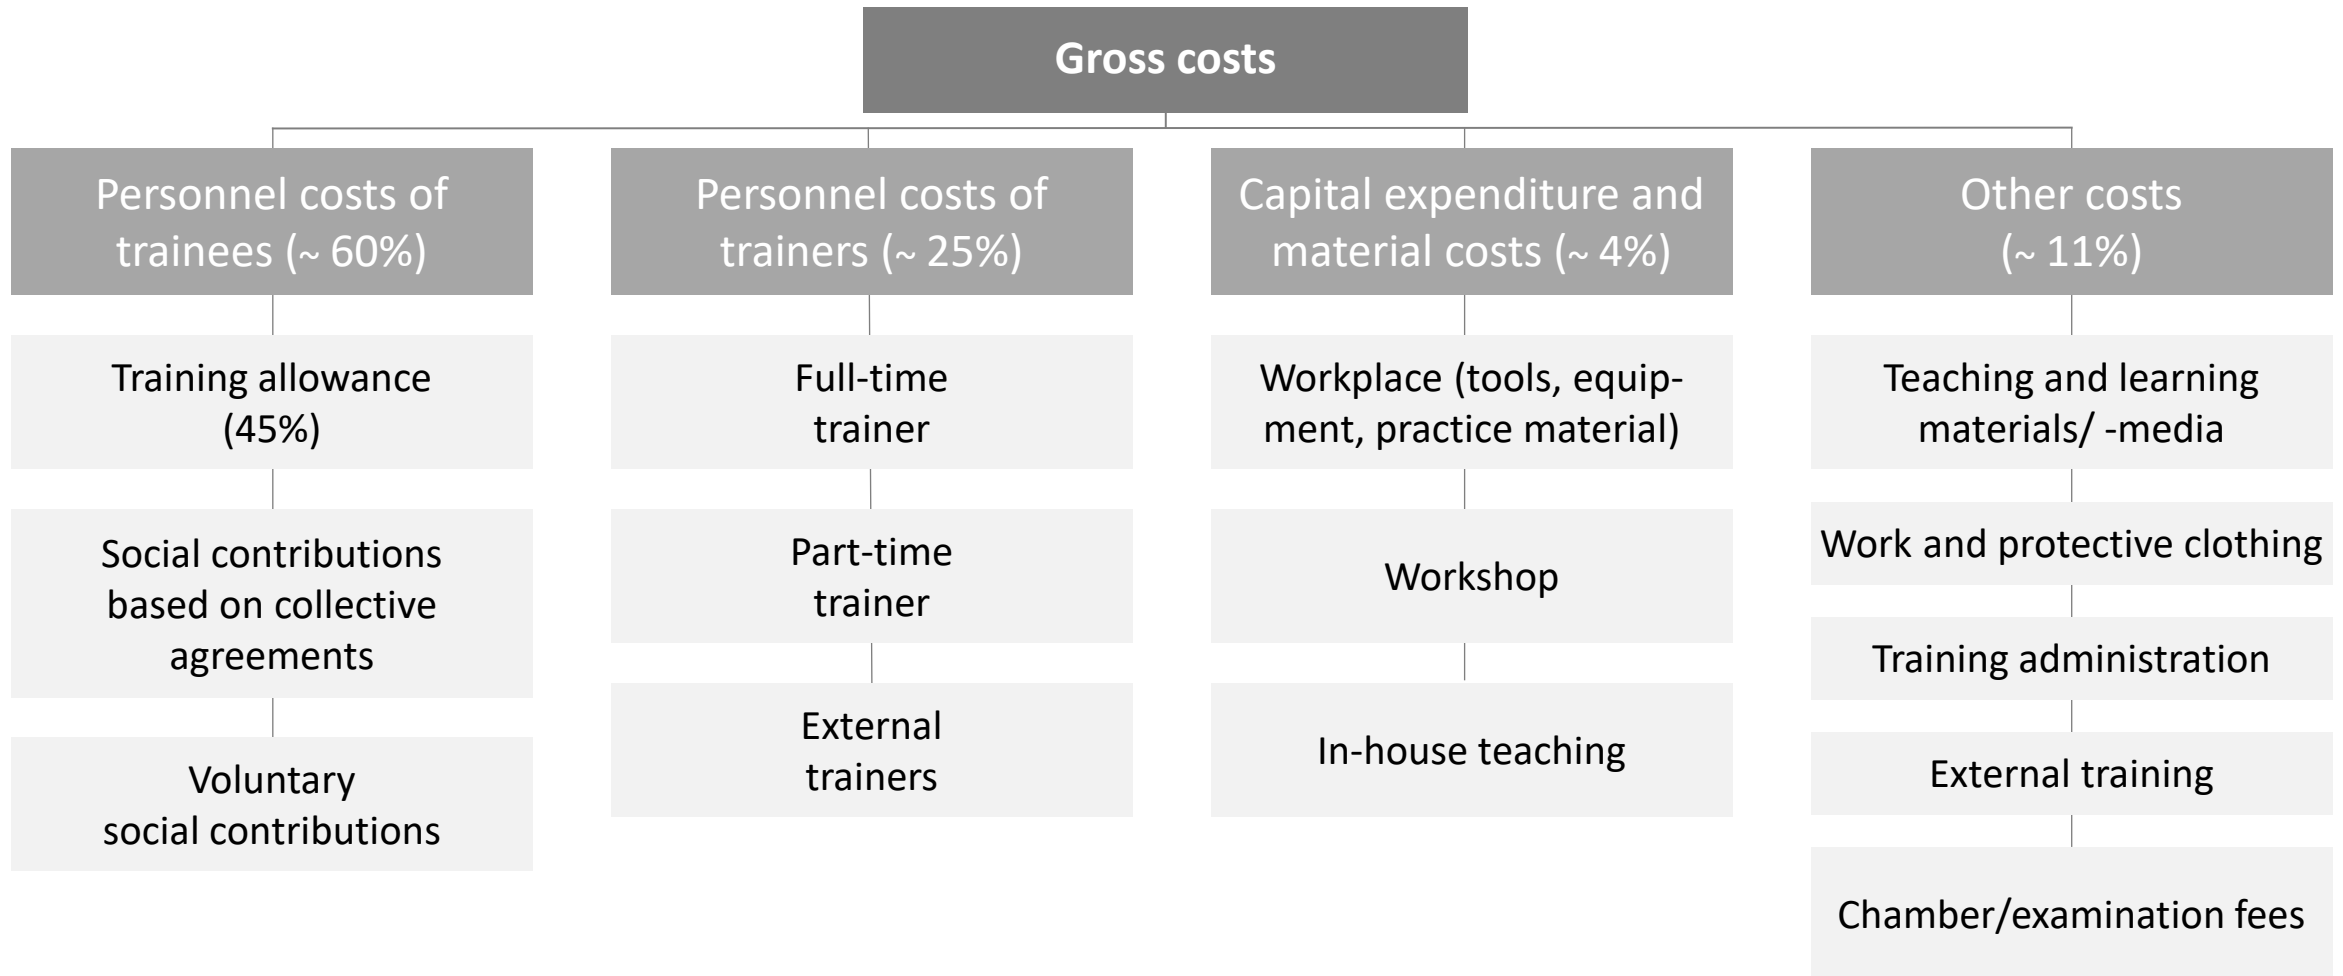 Gross costs
Personnel costs of
trainees (~ 60%)
Personnel costs of
trainers (~ 25%)
Capital expenditure and
material costs (~ 4%)
Other costs
(~ 11%)
Training allowance
(45%)
Social contributions
based on collective
agreements
Voluntary
social contributions
Full-time
trainer
Part-time
trainer
External
trainers
Workplace (tools, equip-
ment, practice material)
Workshop
In-house teaching
Teaching and learning
materials/ -media
Work and protective clothing
Training administration
External training
Chamber/examination fees